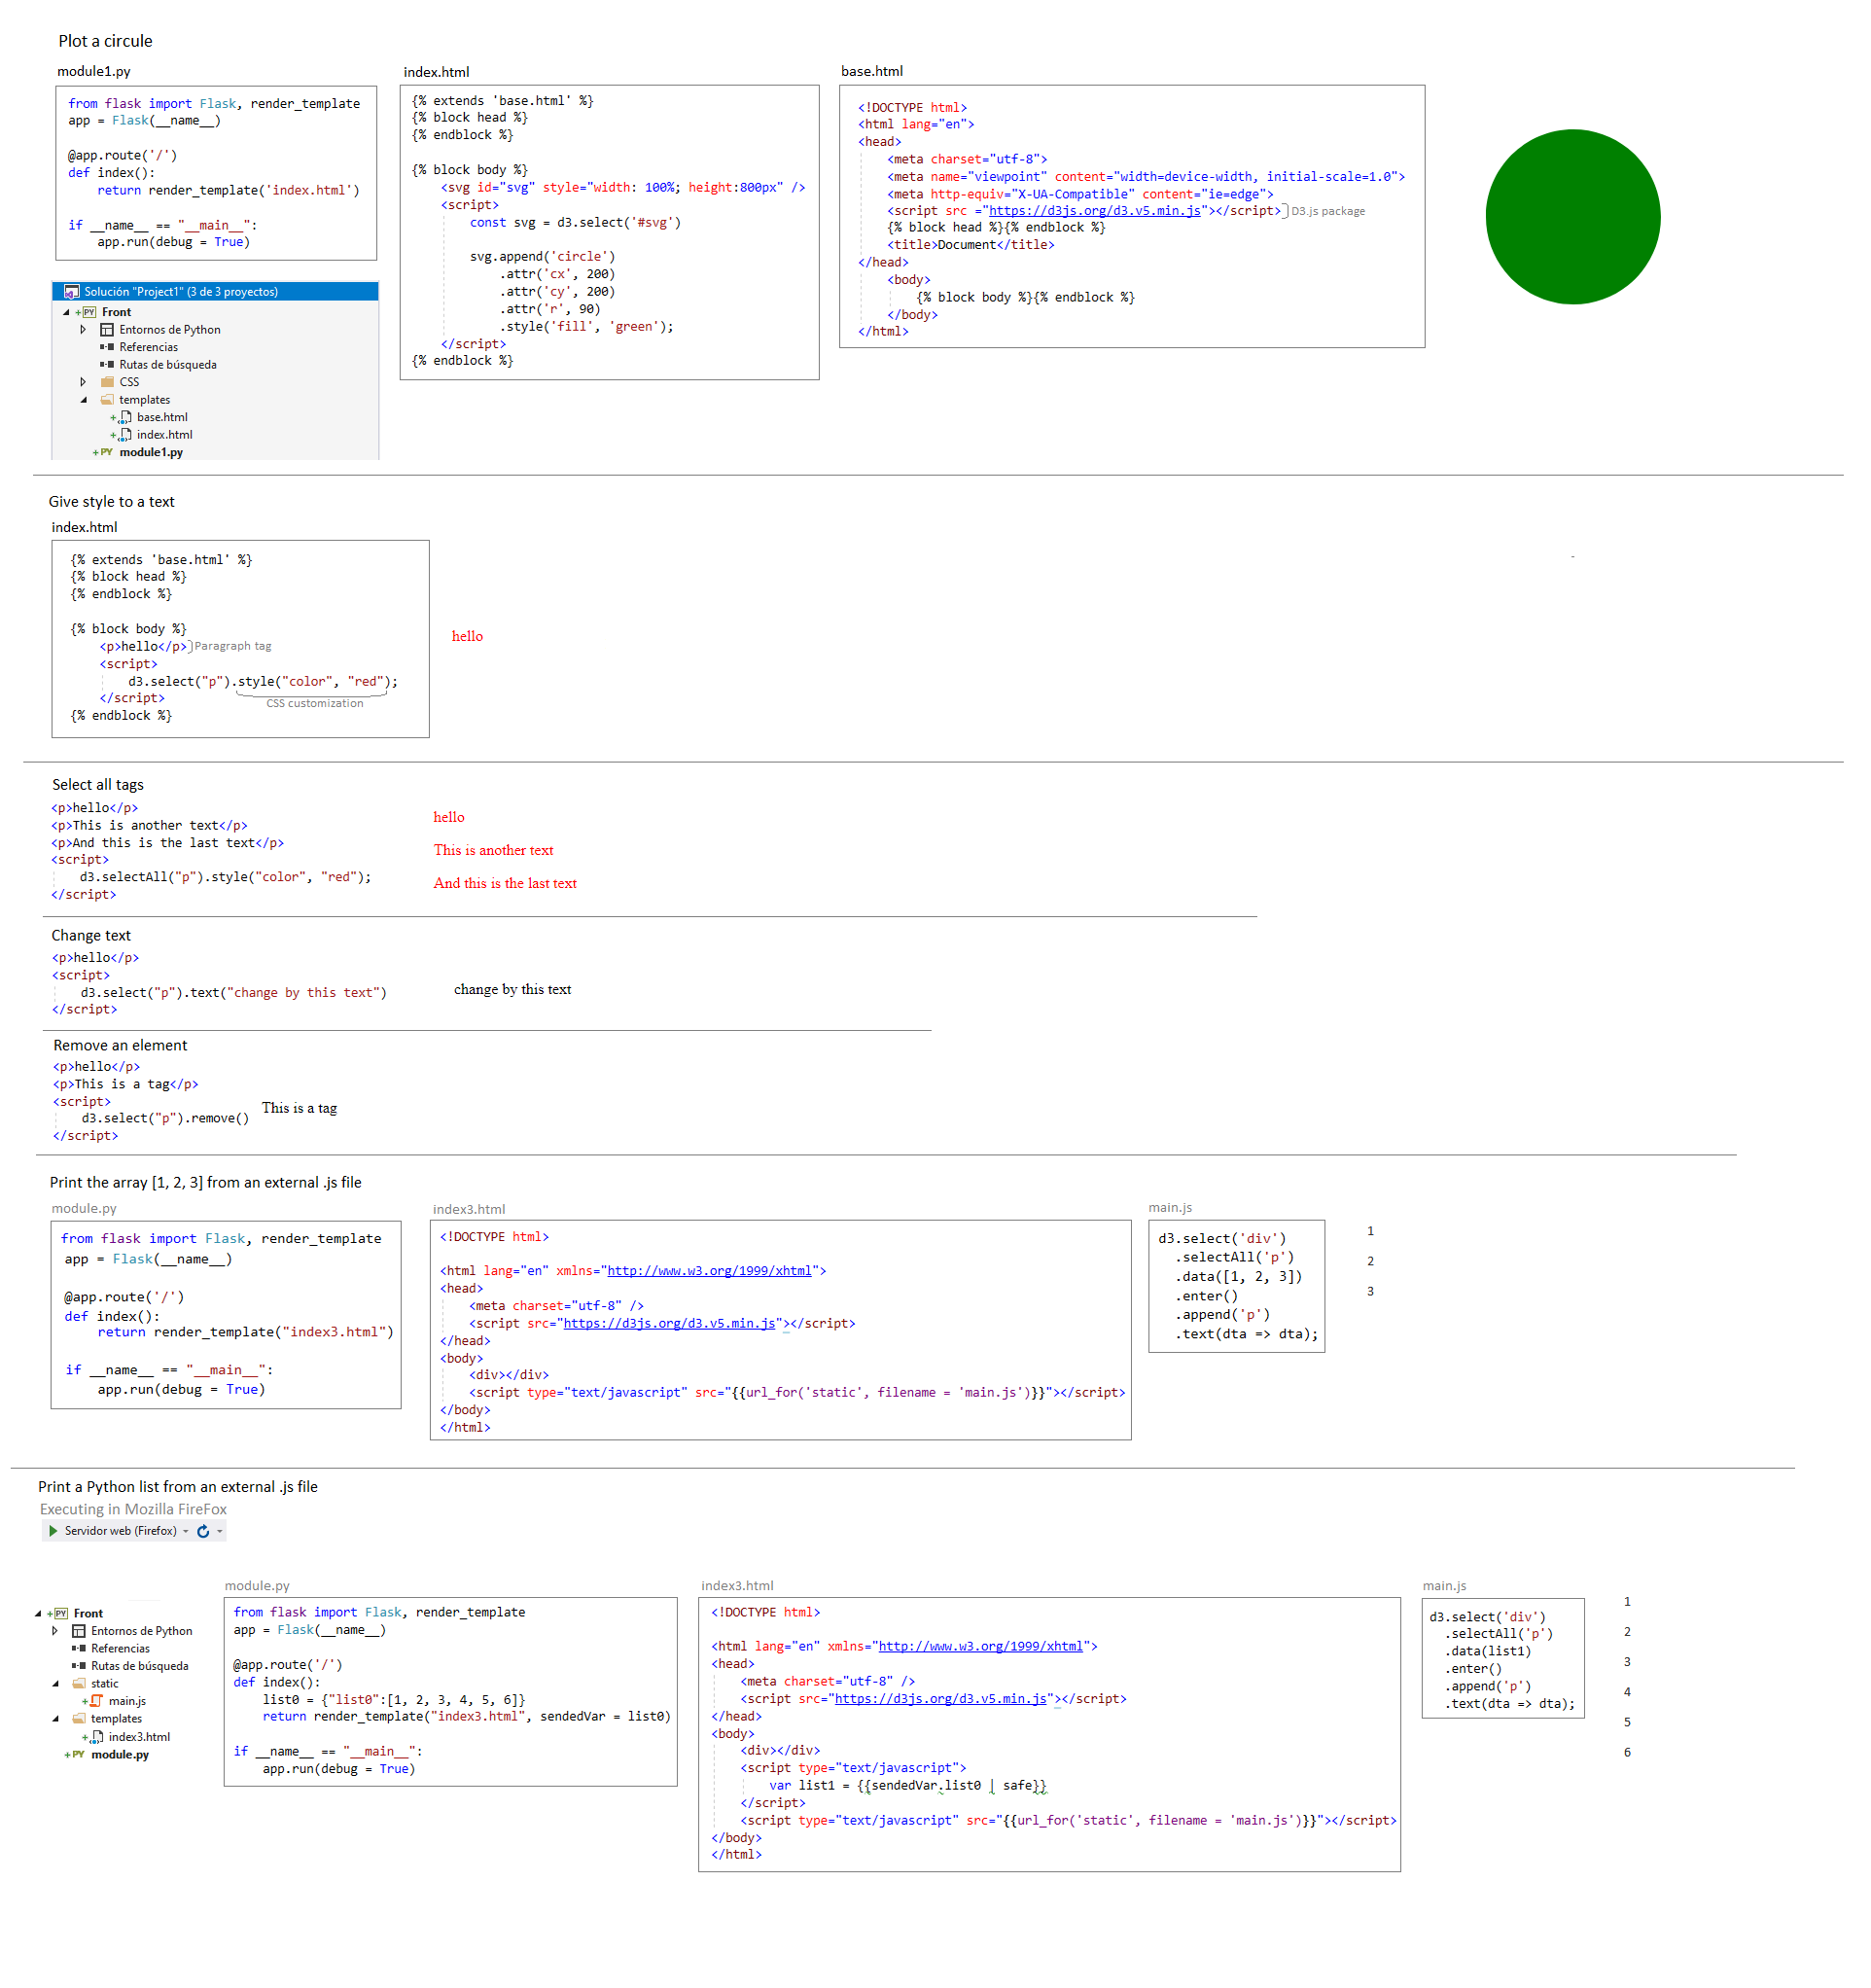 Plot a circule
module1.py
from flask import Flask, render_template
app = Flask(__name__)
@app.route('/')
def index():
    return render_template('index.html')
if __name__ == "__main__":
    app.run(debug = True)
Solución "Project1" (3 de 3 proyectos)
+PY Front
Entornos de Python
Referencias
Rutas de búsqueda
CSS
templates
+ base.html
+ index.html
+PY module1.py
index.html
{% extends 'base.html' %}
{% block head %}
{% endblock %}
{% block body %}
    <svg id="svg" style="width: 100%; height:800px" />
    <script>
        const svg = d3.select('#svg')
        svg.append('circle')
            .attr('cx', 200)
            .attr('cy', 200)
            .attr('r', 90)
            .style('fill', 'green');
    </script>
{% endblock %}
base.html
<!DOCTYPE html>
<html lang="en">
<head>
    <meta charset="utf-8">
    <meta name="viewpoint" content="width=device-width, initial-scale=1.0">
    <meta http-equiv="X-UA-Compatible" content="ie=edge">
    <script src ="https://d3js.org/d3.v5.min.js"></script> D3.js package
    {% block head %}{% endblock %}
    <title>Document</title>
</head>
    <body>
        {% block body %}{% endblock %}
    </body>
</html>
Give style to a text
index.html
{% extends 'base.html' %}
{% block head %}
{% endblock %}
{% block body %}
    <p>hello</p> Paragraph tag
    <script>
        d3.select("p").style("color", "red");
    </script>
CSS customization
{% endblock %}
hello
-
Select all tags
<p>hello</p>
<p>This is another text</p>
<p>And this is the last text</p>
<script>
    d3.selectAll("p").style("color", "red");
</script>
hello
This is another text
And this is the last text
Change text
<p>hello</p>
<script>
    d3.select("p").text("change by this text")
</script>
change by this text
Remove an element
<p>hello</p>
<p>This is a tag</p>
<script>
    d3.select("p").remove()
</script>
This is a tag
Print the array [1, 2, 3] from an external .js file
module.py
from flask import Flask, render_template
app = Flask(__name__)
@app.route('/')
def index():
    return render_template("index3.html")
if __name__ == "__main__":
    app.run(debug = True)
index3.html
<!DOCTYPE html>
<html lang="en" xmlns="http://www.w3.org/1999/xhtml">
<head>
    <meta charset="utf-8" />
    <script src="https://d3js.org/d3.v5.min.js"></script>
</head>
<body>
    <div></div>
    <script type="text/javascript" src="{{url_for('static', filename = 'main.js')}}"></script>
</body>
</html>
main.js
d3.select('div')
  .selectAll('p')
  .data([1, 2, 3])
  .enter()
  .append('p')
  .text(dta => dta);
1
2
3
Print a Python list from an external .js file
Executing in Mozilla FireFox
Servidor web (Firefox)
+PY Front
Entornos de Python
Referencias
Rutas de búsqueda
static
+ main.js
templates
+ index3.html
+PY module.py
module.py
from flask import Flask, render_template
app = Flask(__name__)
@app.route('/')
def index():
    list0 = {"list0":[1, 2, 3, 4, 5, 6]}
    return render_template("index3.html", sendedVar = list0)
if __name__ == "__main__":
    app.run(debug = True)
index3.html
<!DOCTYPE html>
<html lang="en" xmlns="http://www.w3.org/1999/xhtml">
<head>
    <meta charset="utf-8" />
    <script src="https://d3js.org/d3.v5.min.js"></script>
</head>
<body>
    <div></div>
    <script type="text/javascript">
        var list1 = {{sendedVar.list0 | safe}}
    </script>
    <script type="text/javascript" src="{{url_for('static', filename = 'main.js')}}"></script>
</body>
</html>
main.js
d3.select('div')
  .selectAll('p')
  .data(list1)
  .enter()
  .append('p')
  .text(dta => dta);
1
2
3
4
5
6